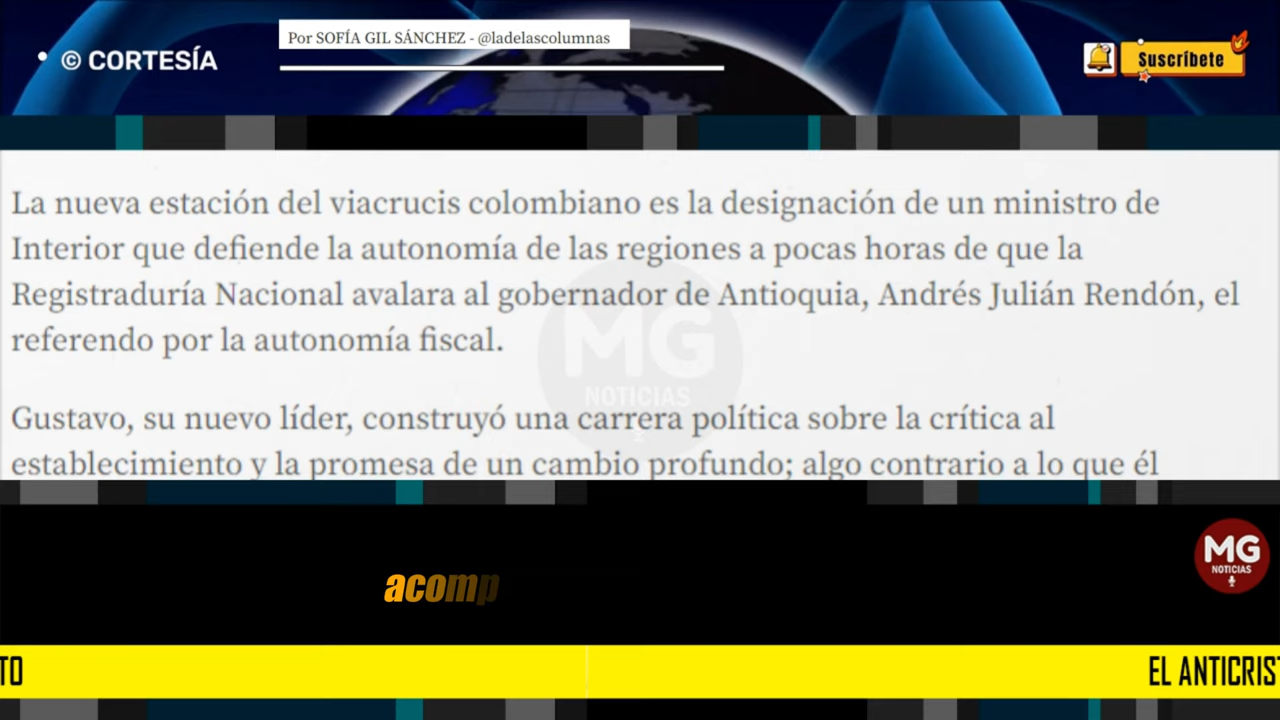 Por SOFÍA GIL SÁNCHEZ - @ladelascolumnas
© CORTESÍA
Suscríbete
La nueva estación del viacrucis colombiano es la designación de un ministro de
Interior que defiende la autonomía de las regiones a pocas horas de que la
Registraduría Nacional avalara al gobernador de Antioquia, Andrés Julián Rendón, el
referendo por la autonomía fiscal.
MG
NOTICIAS
Gustavo, su nuevo líder, construyó una carrera política sobre la crítica al
establecimiento y la promesa de un cambio profundo; algo contrario a lo que él
MG
NOTICIAS
acomp
TO
EL ANTICRIS